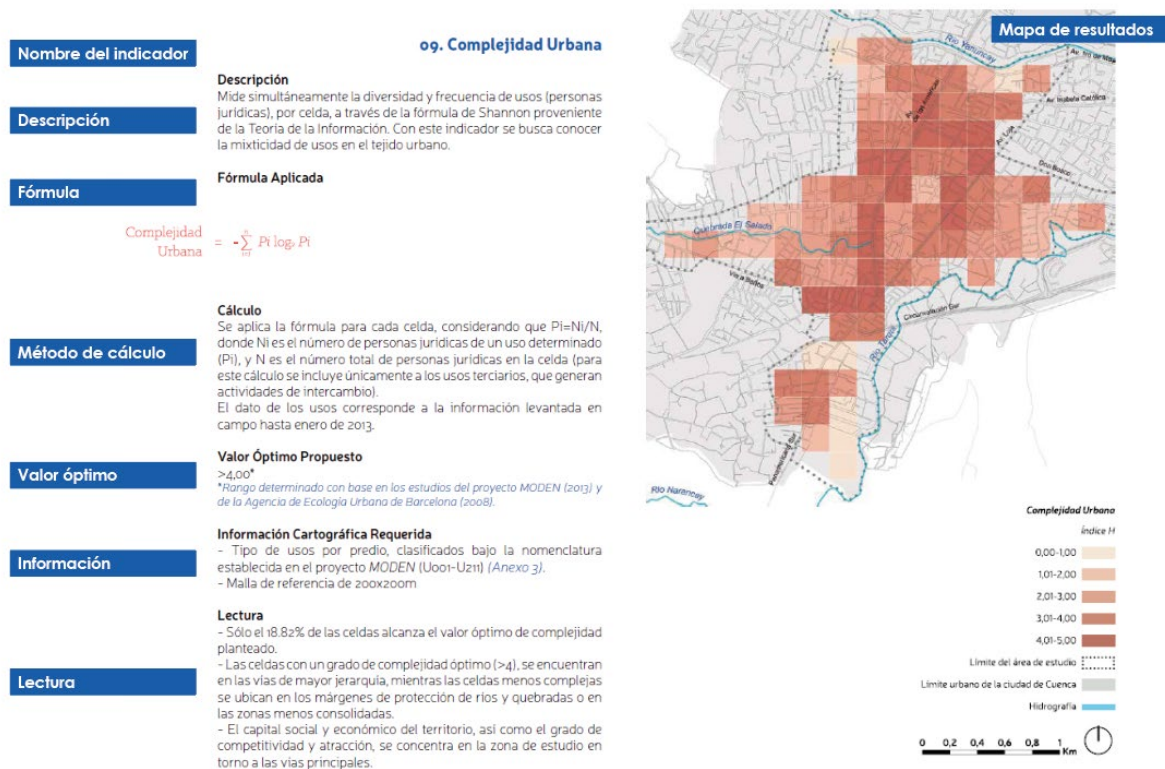 Nombre del indicador
09. Complejidad Urbana
Descripción
Descripción
Mide simultáneamente la diversidad y frecuencia de usos (personas
jurídicas), por celda, a través de la fórmula de Shannon proveniente
de la Teoría de la Información. Con este indicador se busca conocer
la mixticidad de usos en el tejido urbano.
Fórmula
Fórmula Aplicada
Complejidad
Urbana = -∑ Pi log₂ Pi
Método de cálculo
Cálculo
Se aplica la fórmula para cada celda, considerando que Pi=Ni/N,
donde Ni es el número de personas jurídicas de un uso determinado
(Pi), y N es el número total de personas jurídicas en la celda (para
este cálculo se incluye únicamente a los usos terciarios, que generan
actividades de intercambio).
El dato de los usos corresponde a la información levantada en
campo hasta enero de 2013.
Valor óptimo
Valor Óptimo Propuesto
>4,00*
*Rango determinado con base en los estudios del proyecto MODEN (2013) y
de la Agencia de Ecología Urbana de Barcelona (2008).
Información
Información Cartográfica Requerida
- Tipo de usos por predio, clasificados bajo la nomenclatura
establecida en el proyecto MODEN (U001-U211) (Anexo 3).
- Malla de referencia de 200x200m
Lectura
Lectura
- Sólo el 18.82% de las celdas alcanza el valor óptimo de complejidad
planteado.
- Las celdas con un grado de complejidad óptimo (>4), se encuentran
en las vías de mayor jerarquía, mientras las celdas menos complejas
se ubican en los márgenes de protección de ríos y quebradas o en
las zonas menos consolidadas.
- El capital social y económico del territorio, así como el grado de
competitividad y atracción, se concentra en la zona de estudio en
torno a las vías principales.
Mapa de resultados
Río Yanuncay
Av. Isabela Católica
Av. Loja
Don Bosco
Quebrada El Salado
Vía a Baños
Circunvalación Sur
Río Tarqui
Panamericana Sur
Río Narancay
Complejidad Urbana
Índice H
0,00-1,00
1,01-2,00
2,01-3,00
3,01-4,00
4,01-5,00
Límite del área de estudio
Límite urbano de la ciudad de Cuenca
Hidrografía
0 0,2 0,4 0,6 0,8 1
Km